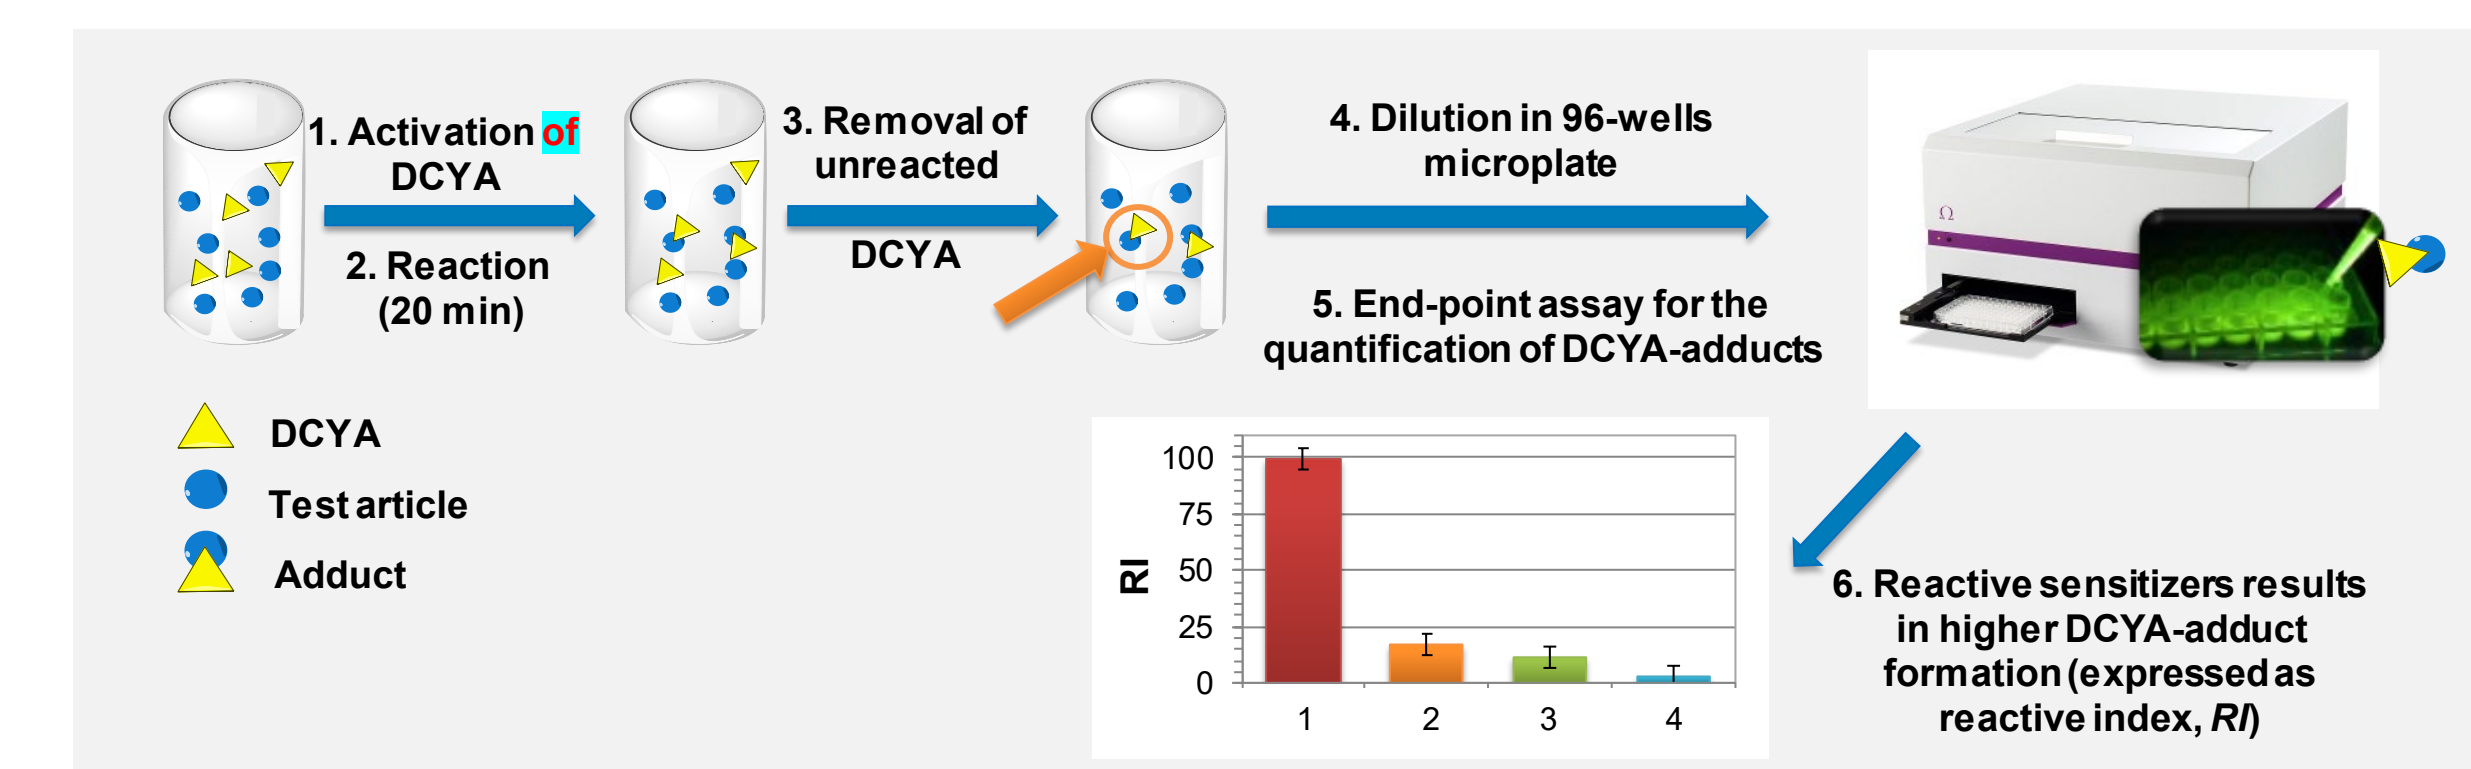 1. Activation of
DCYA
2. Reaction
(20 min)
3. Removal of
unreacted
DCYA
4. Dilution in 96-wells
microplate
5. End-point assay for the
quantification of DCYA-adducts
Ω
DCYA
Test article
Adduct
RI
100
75
50
25
0
1 2 3 4
6. Reactive sensitizers results
in higher DCYA-adduct
formation (expressed as
reactive index, RI)